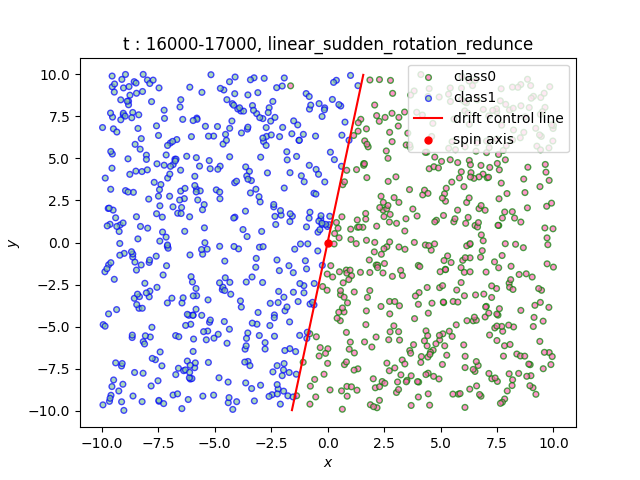 t : 16000-17000, linear_sudden_rotation_redunce
class0
class1
drift control line
spin axis
10.0
7.5
5.0
2.5
0.0
−2.5
−5.0
−7.5
−10.0
y
−10.0 −7.5 −5.0 −2.5 0.0 2.5 5.0 7.5 10.0
x